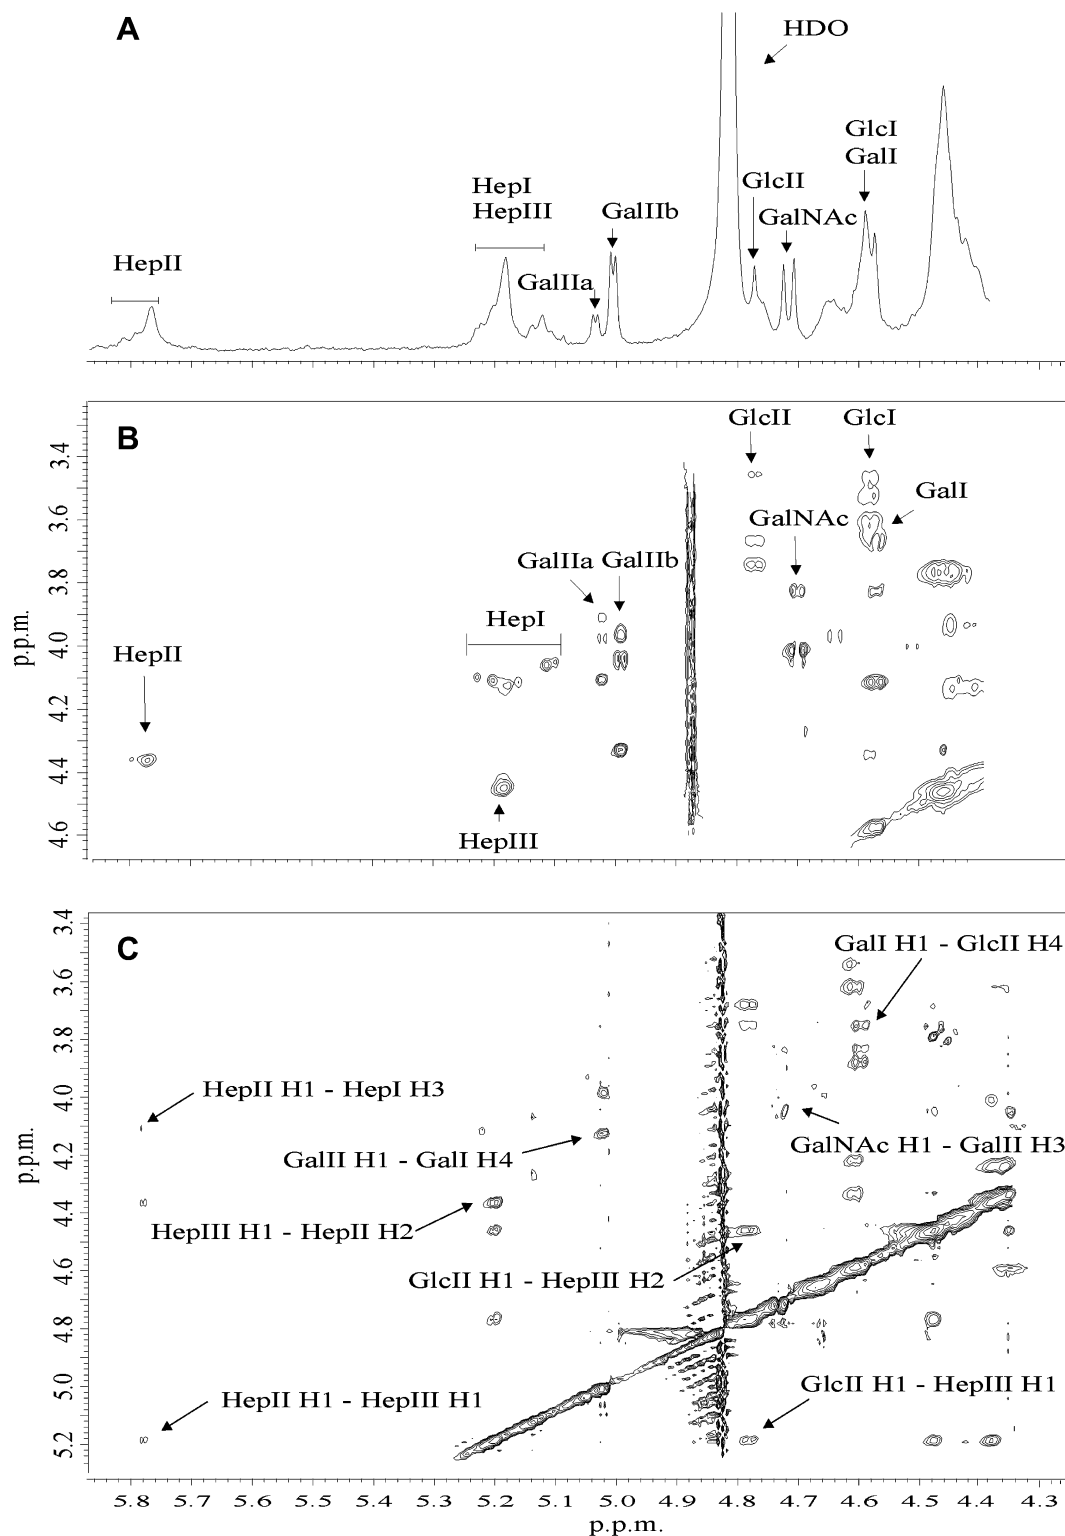 A
HDO
GlcI
GalI
HepI
HepIII
GlcII
GalNAc
GalIIb
HepII
GalIIa
4.3
B
GlcII
GlcI
3.4
GalI
3.6
GalNAc
GalIIa GalIIb
3.8
HepI
4.0
p.p.m.
HepII
4.2
4.4
HepIII
4.6
C
3.4
GalI H1 - GlcII H4
3.6
3.8
HepII H1 - HepI H3
4.0
p.p.m.
GalNAc H1 - GalII H3
GalII H1 - GalI H4
4.2
HepIII H1 - HepII H2
4.4
GlcII H1 - HepIII H2
4.6
4.8
5.0
GlcII H1 - HepIII H1
HepII H1 - HepIII H1
5.2
5.8 5.7 5.6 5.5 5.4 5.3 5.2 5.1 5.0 4.9 4.8 4.7 4.6 4.5 4.4 4.3
p.p.m.